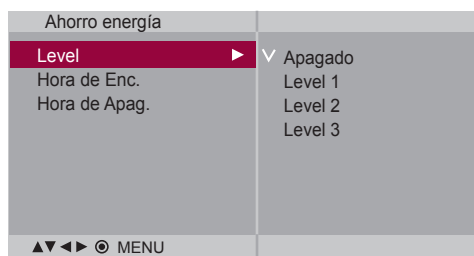 Ahorro energía
Level
Hora de Enc.
Hora de Apag.
Apagado
Level 1
Level 2
Level 3
MENU